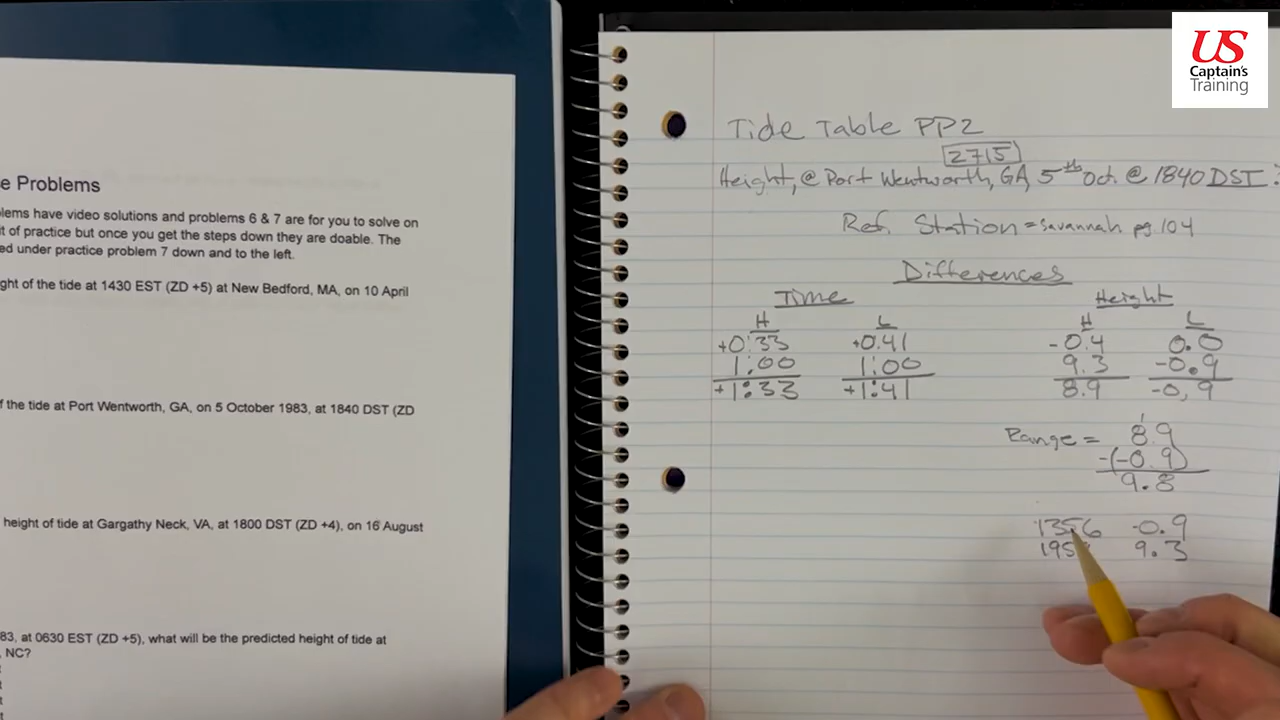 US
Captain's
Training
e Problems
lems have video solutions and problems 6 & 7 are for you to solve on
it of practice but once you get the steps down they are doable. The
ed under practice problem 7 down and to the left.
ght of the tide at 1430 EST (ZD +5) at New Bedford, MA, on 10 April
f the tide at Port Wentworth, GA, on 5 October 1983, at 1840 DST (ZD
height of tide at Gargathy Neck, VA, at 1800 DST (ZD +4), on 16 August
83, at 0630 EST (ZD +5), what will be the predicted height of tide at
, NC?
Tide Table PP2
2715
Height, @ Port Wentworth, GA, 5th Oct. @ 1840 DST
Ref. Station = Savannah pg. 104
Differences
Time Height
H L H L
+0:33 +0:41 -0.4 0.0
1:00 1:00 9.3 -0.9
+1:33 +1:41 8.9 -0.9
Range = 8.9
-(-0.9)
9.8
1356 -0.9
195 9.3